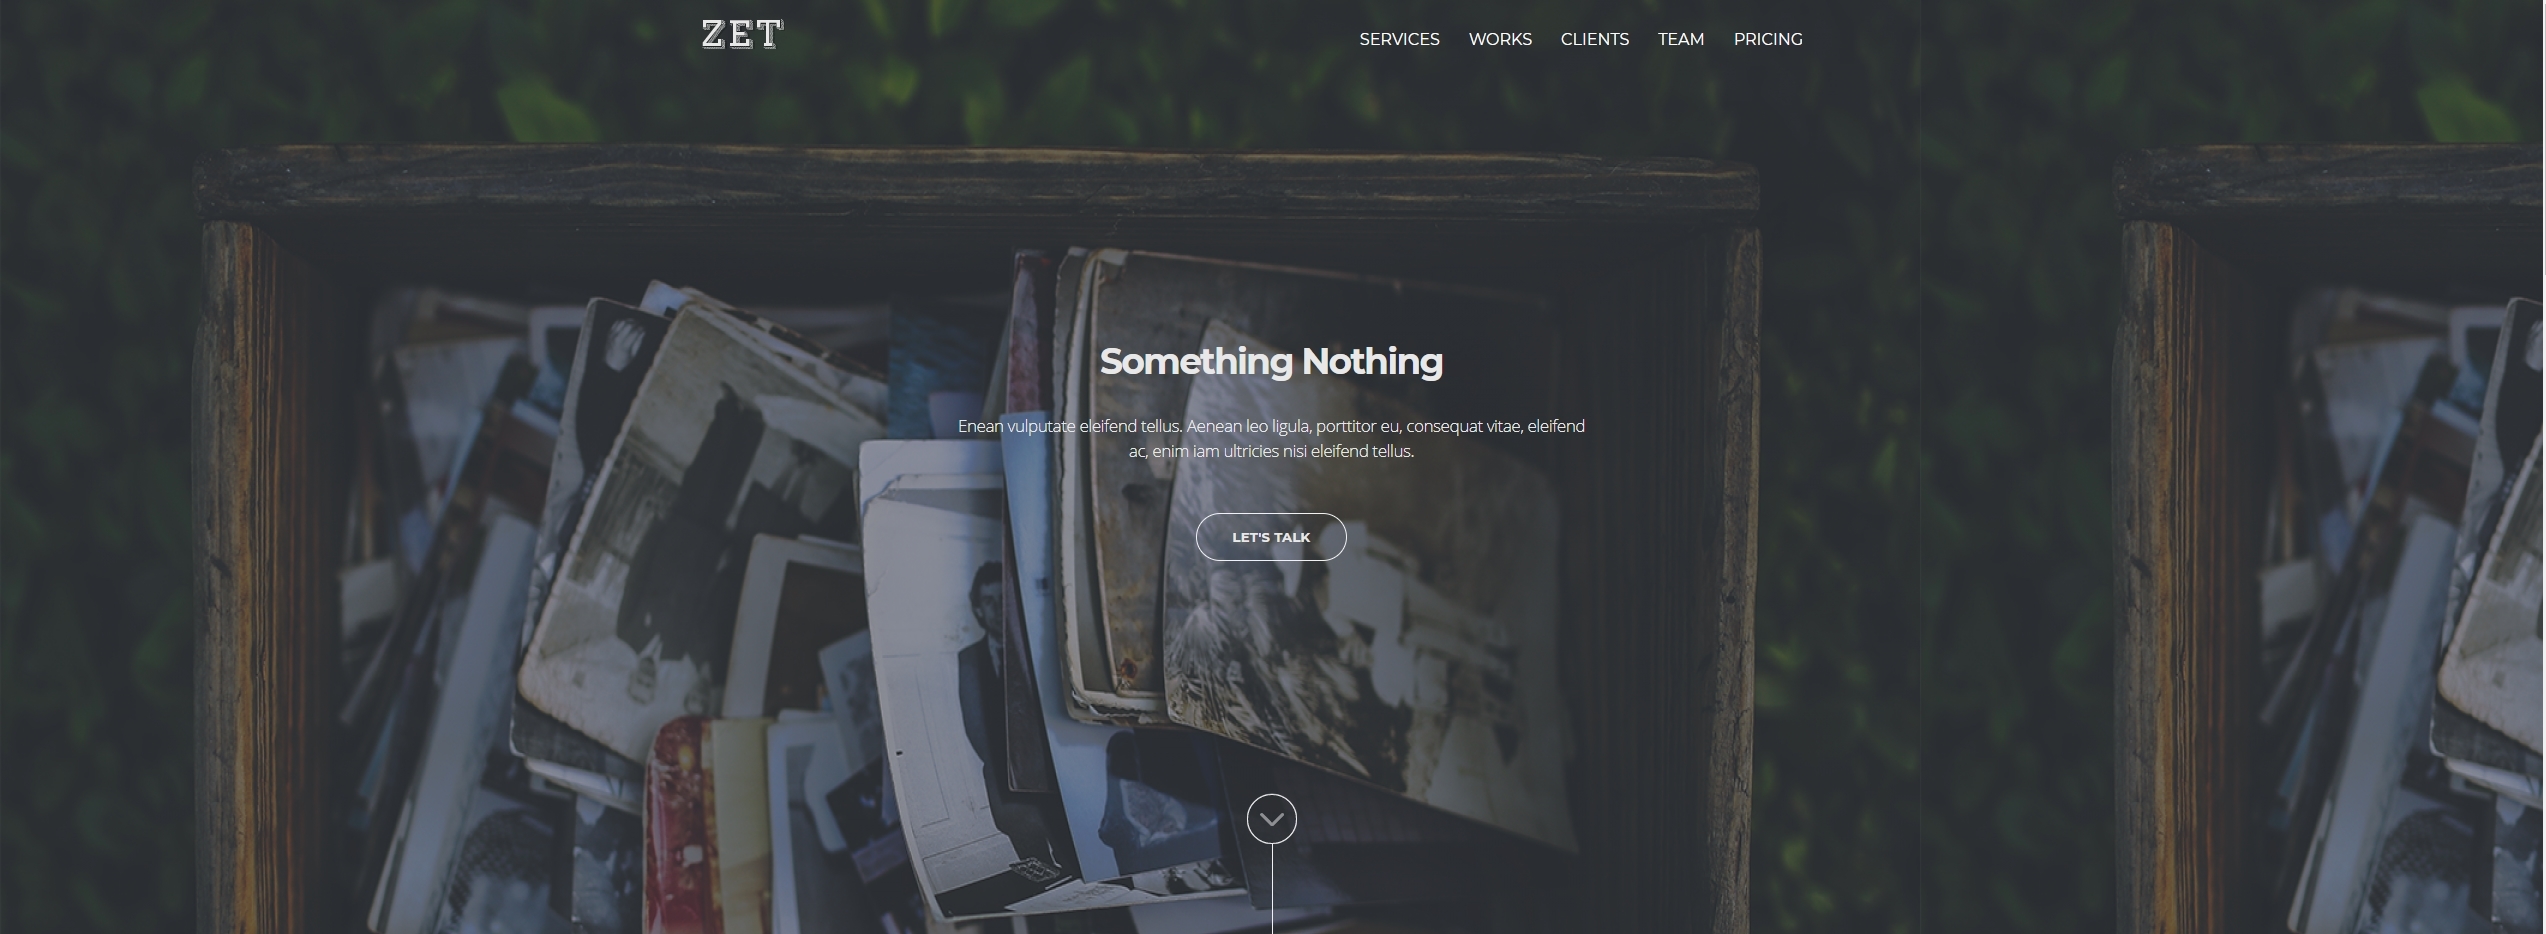 ZET
SERVICES WORKS CLIENTS TEAM PRICING
Something Nothing
Enean vulputate eleifend tellus. Aenean leo ligula, porttitor eu, consequat vitae, eleifend
ac, enim iam ultricies nisi eleifend tellus.
LET'S TALK